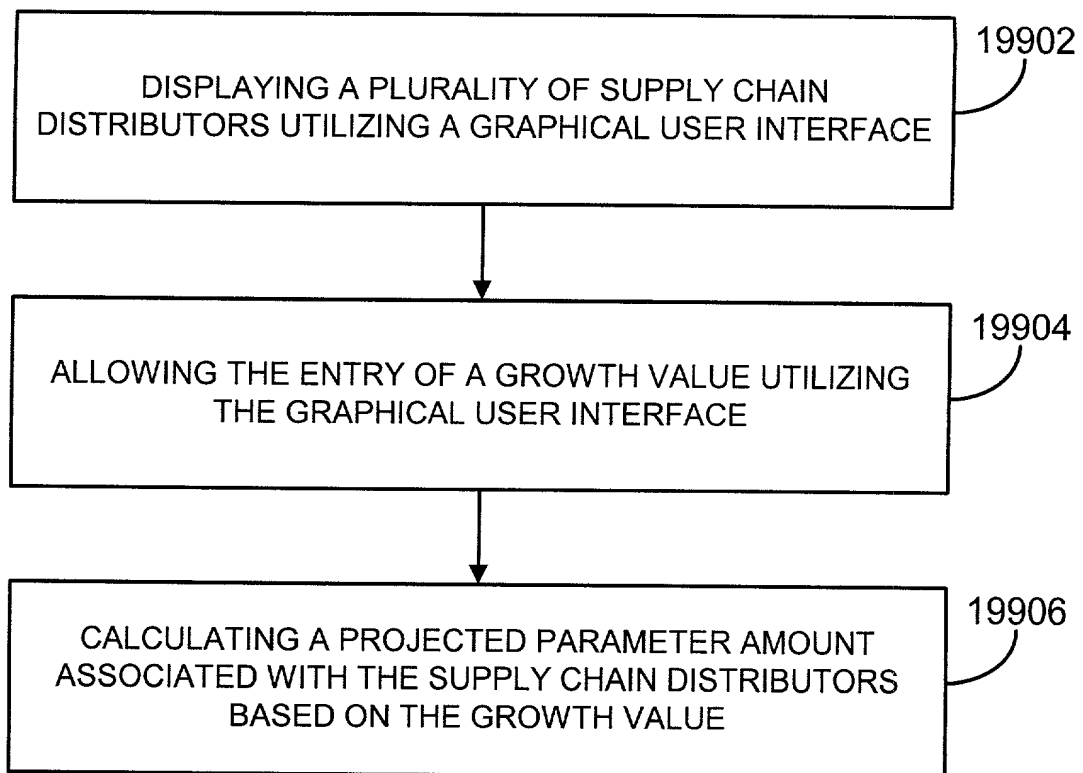 19902
DISPLAYING A PLURALITY OF SUPPLY CHAIN
DISTRIBUTORS UTILIZING A GRAPHICAL USER INTERFACE
19904
ALLOWING THE ENTRY OF A GROWTH VALUE UTILIZING
THE GRAPHICAL USER INTERFACE
19906
CALCULATING A PROJECTED PARAMETER AMOUNT
ASSOCIATED WITH THE SUPPLY CHAIN DISTRIBUTORS
BASED ON THE GROWTH VALUE